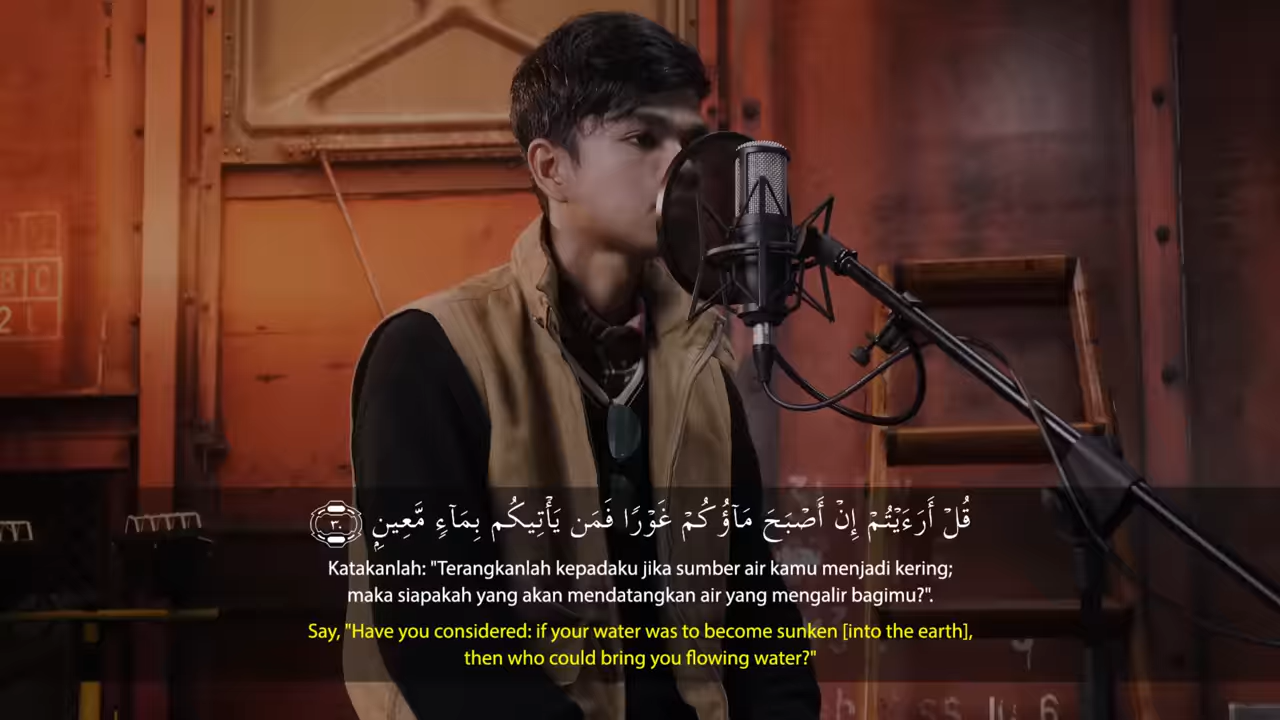 قُلْ أَرَءَيْتُمْ إِنْ أَصْبَحَ مَآؤُكُمْ غَوْرًا فَمَن يَأْتِيكُم بِمَآءٍ مَّعِينٍۭ ٣٠
Katakanlah: "Terangkanlah kepadaku jika sumber air kamu menjadi kering;
maka siapakah yang akan mendatangkan air yang mengalir bagimu?".
Say, "Have you considered: if your water was to become sunken [into the earth],
then who could bring you flowing water?"
B C
2